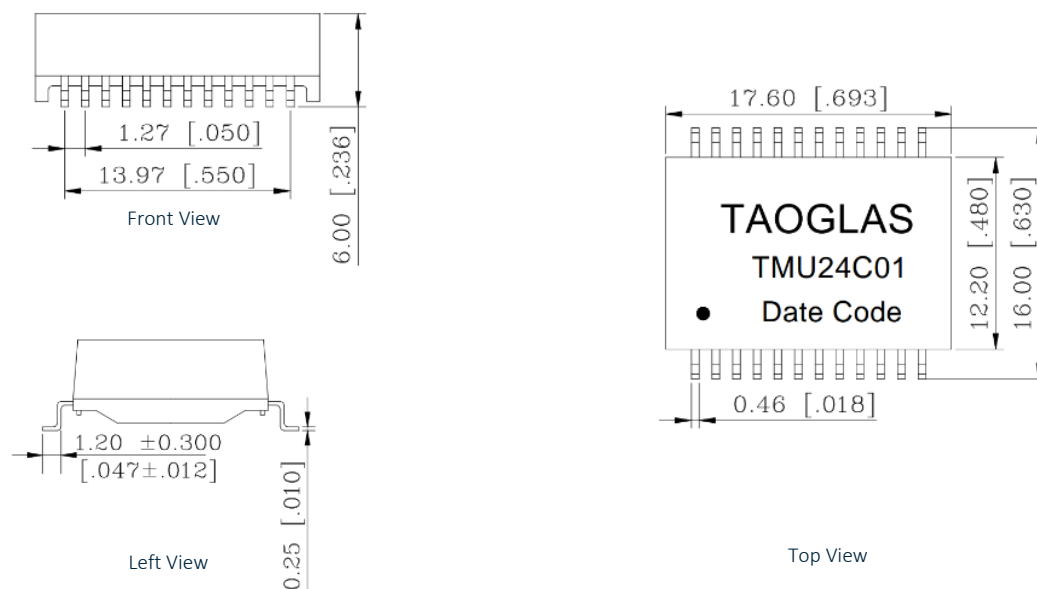 1.27 [.050]
13.97 [.550]
6.00 [.236]
Front View
1.20 ±0.300
[.047±.012]
0.25 [.010]
Left View
17.60 [.693]
TAOGLAS
TMU24C01
Date Code
12.20 [.480]
16.00 [.630]
0.46 [.018]
Top View